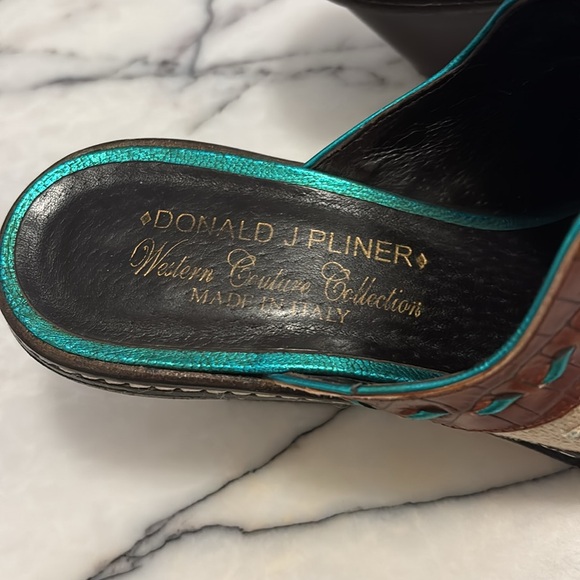 ◆DONALD J PLINER◆
Western Couture Collection
MADE IN ITALY